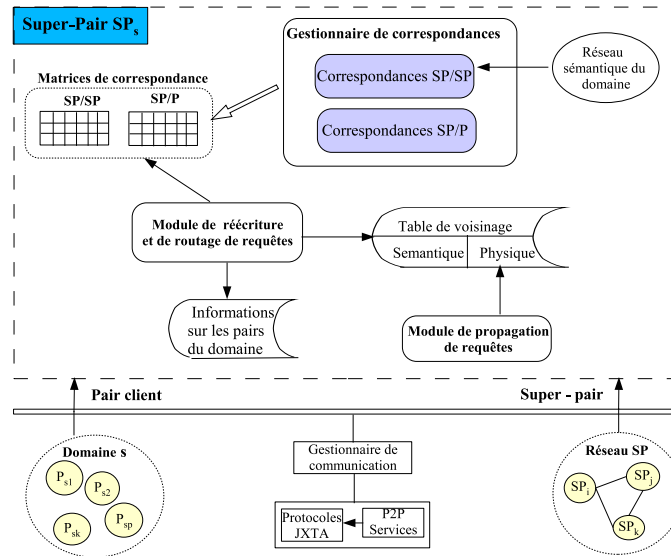 Super-Pair SPs
Gestionnaire de correspondances
Correspondances SP/SP
Correspondances SP/P
Réseau
sémantique du
domaine
Matrices de correspondance
SP/SP
SP/P
Module de réécriture
et de routage de requêtes
Table de voisinage
Semantique
Physique
Informations
sur les pairs
du domaine
Module de propagation
de requêtes
Pair client
Super - pair
Domaine s
Ps1
Ps2
Psk
Psp
Gestionnaire de
communication
Protocoles
JXTA
P2P
Services
Réseau SP
SPi
SPj
SPk